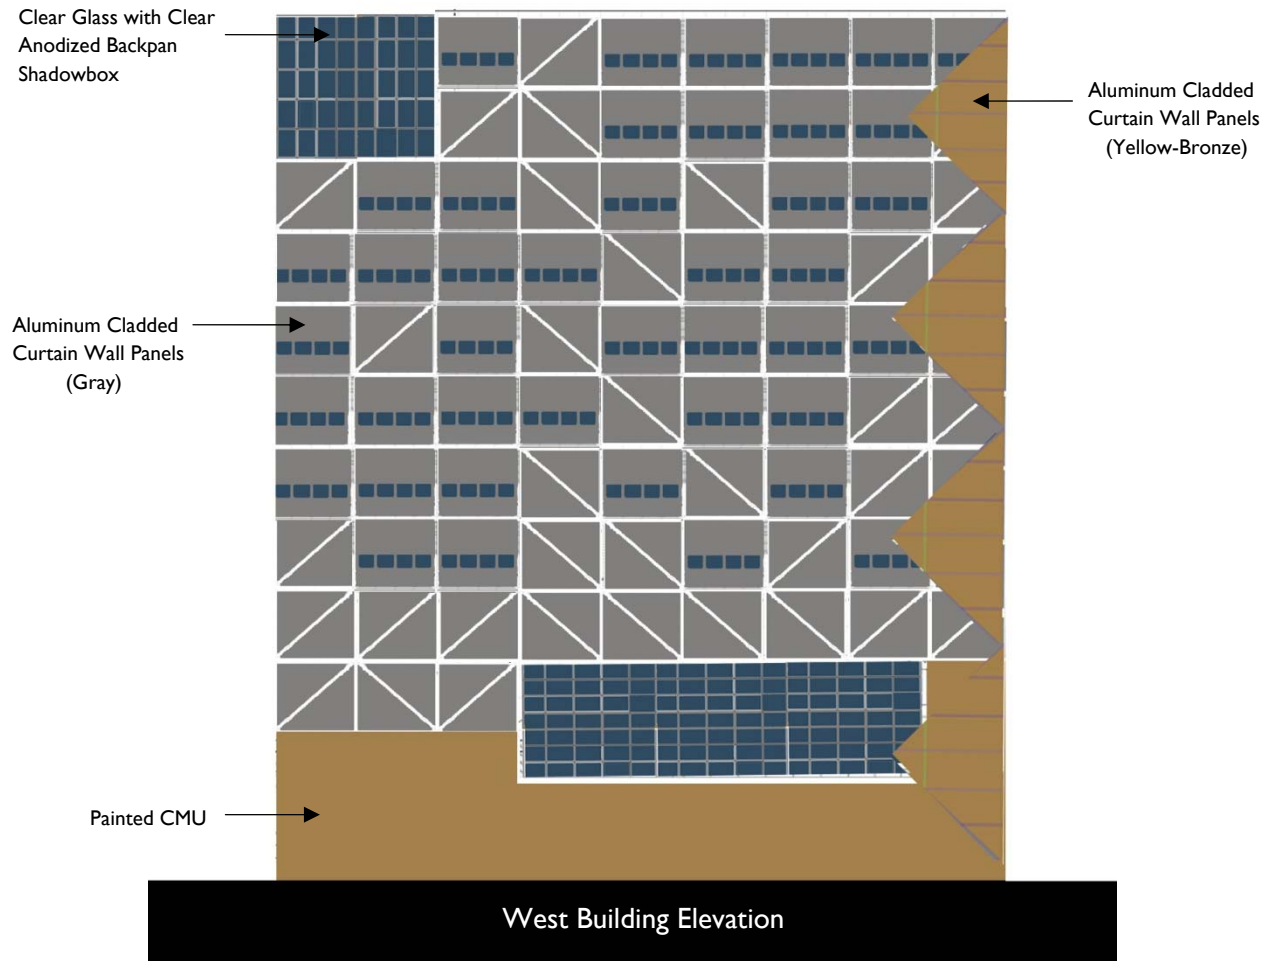 Clear Glass with Clear
Anodized Backpan
Shadowbox
Aluminum Cladded
Curtain Wall Panels
(Yellow-Bronze)
Aluminum Cladded
Curtain Wall Panels
(Gray)
Painted CMU
West Building Elevation